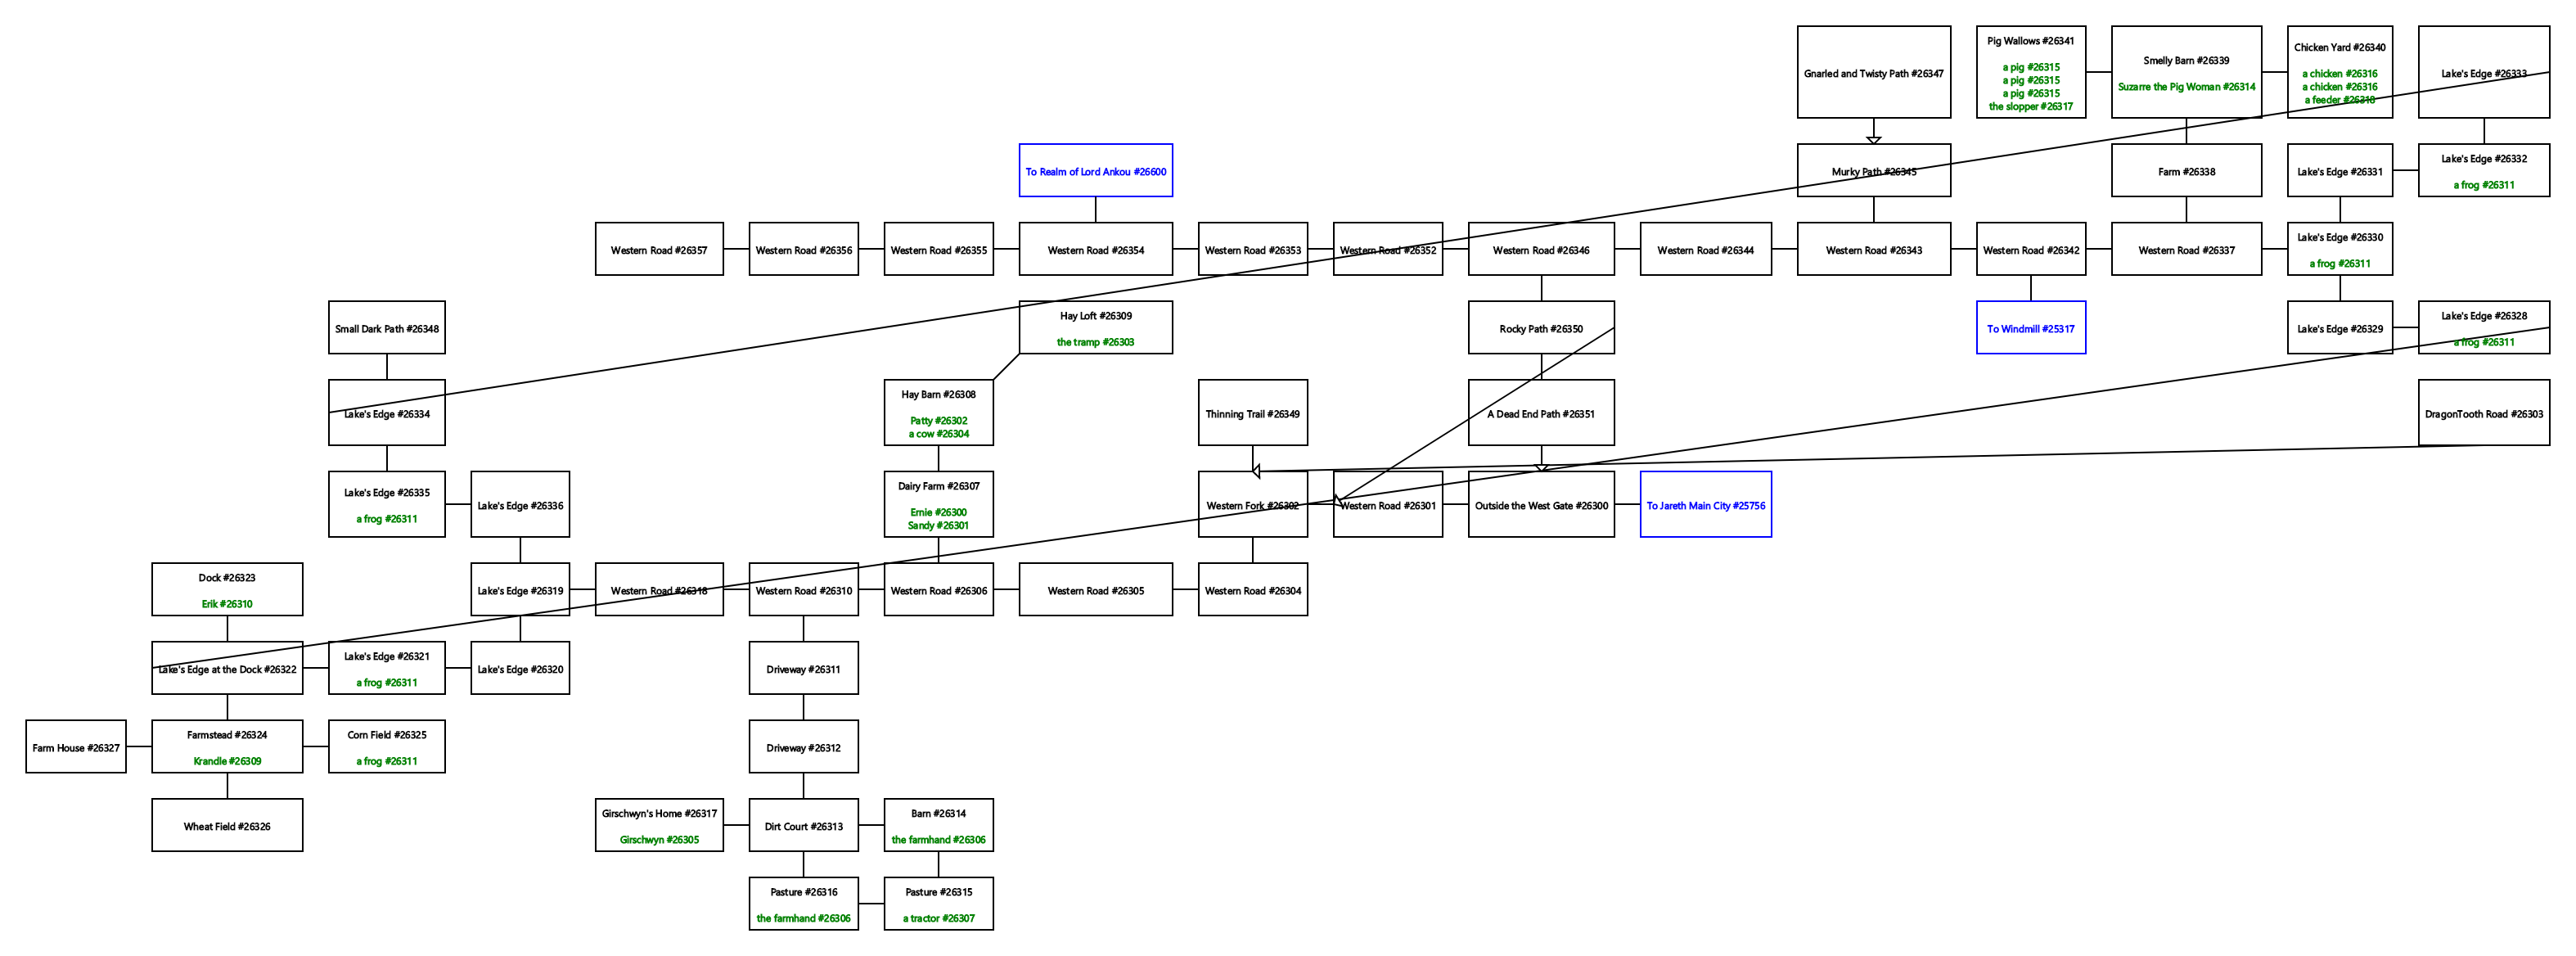 Gnarled and Twisty Path #26347
Pig Wallows #26341
a pig #26315
a pig #26315
a pig #26315
the slopper #26317
Smelly Barn #26339
Suzarre the Pig Woman #26314
Chicken Yard #26340
a chicken #26316
a chicken #26316
a feeder #26318
Lake's Edge #26333
To Realm of Lord Ankou #26600
Murky Path #26345
Farm #26338
Lake's Edge #26331
Lake's Edge #26332
a frog #26311
Western Road #26357
Western Road #26356
Western Road #26355
Western Road #26354
Western Road #26353
Western Road #26352
Western Road #26346
Western Road #26344
Western Road #26343
Western Road #26342
Western Road #26337
Lake's Edge #26330
a frog #26311
Small Dark Path #26348
Hay Loft #26309
the tramp #26303
Rocky Path #26350
To Windmill #25317
Lake's Edge #26329
Lake's Edge #26328
a frog #26311
Lake's Edge #26334
Hay Barn #26308
Patty #26302
a cow #26304
Thinning Trail #26349
A Dead End Path #26351
DragonTooth Road #26303
Lake's Edge #26335
a frog #26311
Lake's Edge #26336
Dairy Farm #26307
Ernie #26300
Sandy #26301
Western Fork #26302
Western Road #26301
Outside the West Gate #26300
To Jareth Main City #25756
Dock #26323
Erik #26310
Lake's Edge #26319
Western Road #26318
Western Road #26310
Western Road #26306
Western Road #26305
Western Road #26304
Lake's Edge at the Dock #26322
Lake's Edge #26321
a frog #26311
Lake's Edge #26320
Driveway #26311
Farm House #26327
Farmstead #26324
Krandle #26309
Corn Field #26325
a frog #26311
Driveway #26312
Wheat Field #26326
Girschwyn's Home #26317
Girschwyn #26305
Dirt Court #26313
Barn #26314
the farmhand #26306
Pasture #26316
the farmhand #26306
Pasture #26315
a tractor #26307